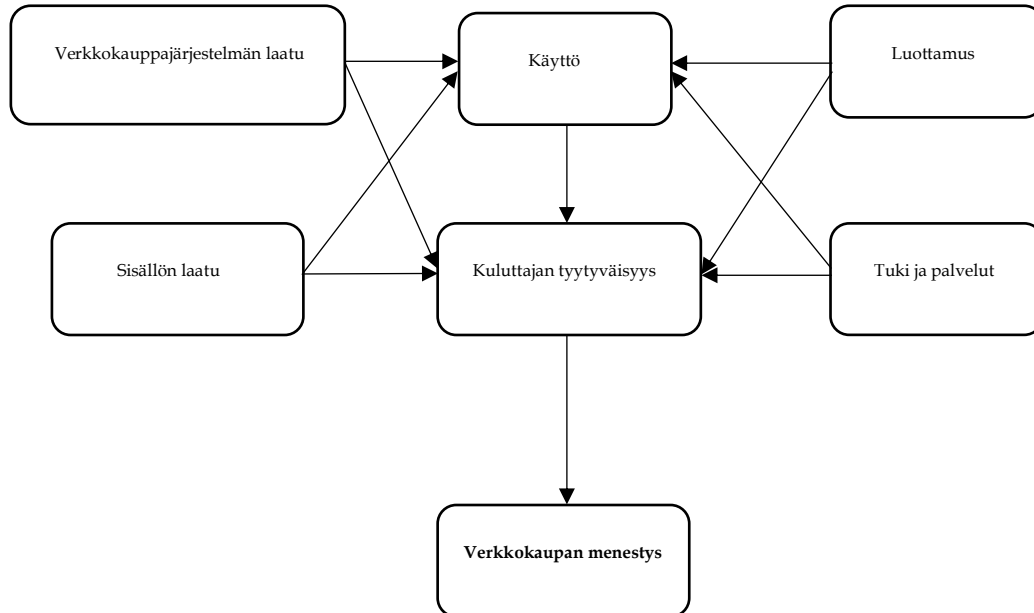 Verkkokauppajärjestelmän laatu
Käyttö
Luottamus
Sisällön laatu
Kuluttajan tyytyväisyys
Tuki ja palvelut
Verkkokaupan menestys